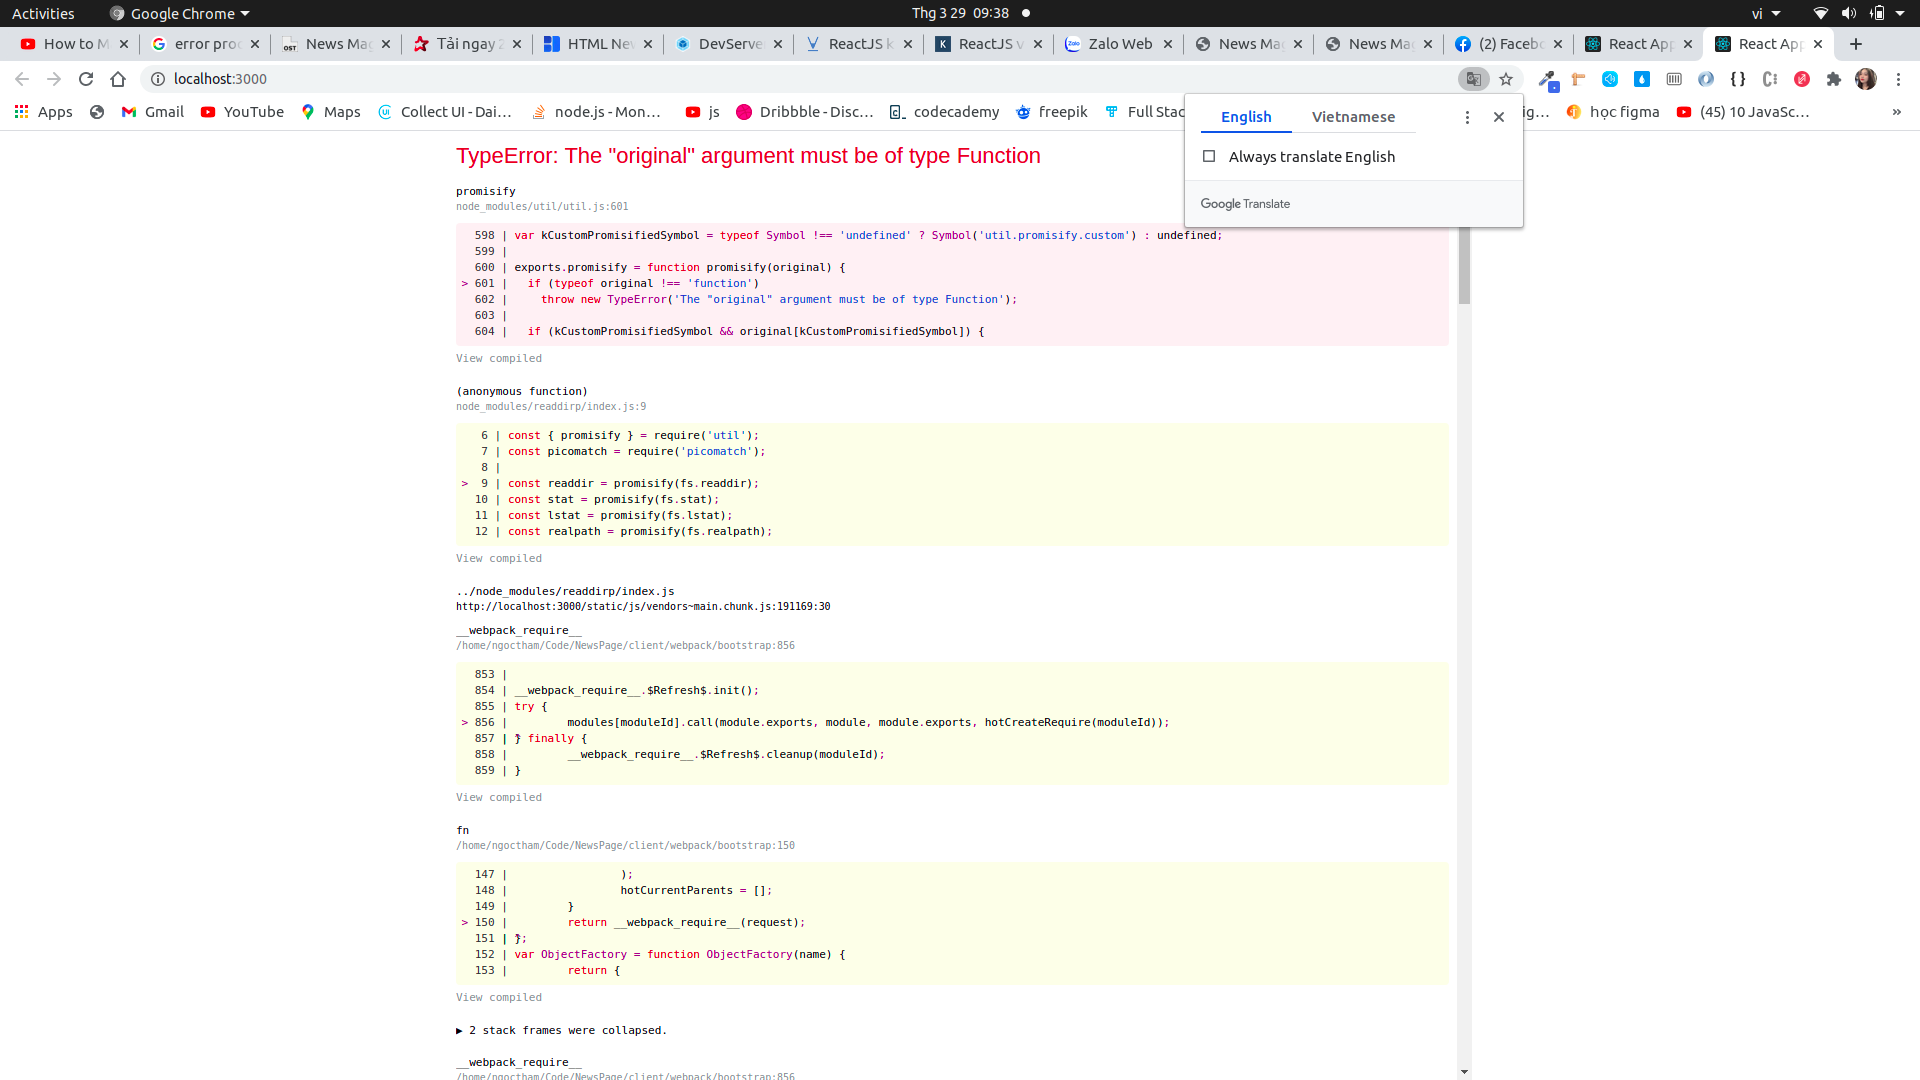 Activities
Google Chrome
Thg 3 29 09:38
vi
How to M
error pro
News Ma
Tải ngay 2
HTML Ne
DevServe
ReactJS k
ReactJS v
Zalo Web
News Ma
News Ma
(2) Faceb
React App
React App
localhost:3000
Apps
Gmail
YouTube
Maps
Collect UI - Dai...
node.js - Mon...
js
Dribbble - Disc...
codecademy
freepik
Full Stac
ig...
học figma
(45) 10 JavaSc...
»
English
Vietnamese
Always translate English
Google Translate
TypeError: The "original" argument must be of type Function
promisify
node_modules/util/util.js:601
598 | var kCustomPromisifiedSymbol = typeof Symbol !== 'undefined' ? Symbol('util.promisify.custom') : undefined;
599 |
600 | exports.promisify = function promisify(original) {
> 601 |   if (typeof original !== 'function')
602 |     throw new TypeError('The "original" argument must be of type Function');
603 |
604 |   if (kCustomPromisifiedSymbol && original[kCustomPromisifiedSymbol]) {
View compiled
(anonymous function)
node_modules/readdirp/index.js:9
6 | const { promisify } = require('util');
7 | const picomatch = require('picomatch');
8 |
> 9 | const readdir = promisify(fs.readdir);
10 | const stat = promisify(fs.stat);
11 | const lstat = promisify(fs.lstat);
12 | const realpath = promisify(fs.realpath);
View compiled
../node_modules/readdirp/index.js
http://localhost:3000/static/js/vendors~main.chunk.js:191169:30
__webpack_require__
/home/ngoctham/Code/NewsPage/client/webpack/bootstrap:856
853 |
854 | __webpack_require__.$Refresh$.init();
855 | try {
> 856 |         modules[moduleId].call(module.exports, module, module.exports, hotCreateRequire(moduleId));
857 | } finally {
858 |         __webpack_require__.$Refresh$.cleanup(moduleId);
859 | }
View compiled
fn
/home/ngoctham/Code/NewsPage/client/webpack/bootstrap:150
147 |                 );
148 |                 hotCurrentParents = [];
149 |         }
> 150 |         return __webpack_require__(request);
151 | };
152 | var ObjectFactory = function ObjectFactory(name) {
153 |         return {
View compiled
▶ 2 stack frames were collapsed.
__webpack_require__
/home/ngoctham/Code/NewsPage/client/webpack/bootstrap:856